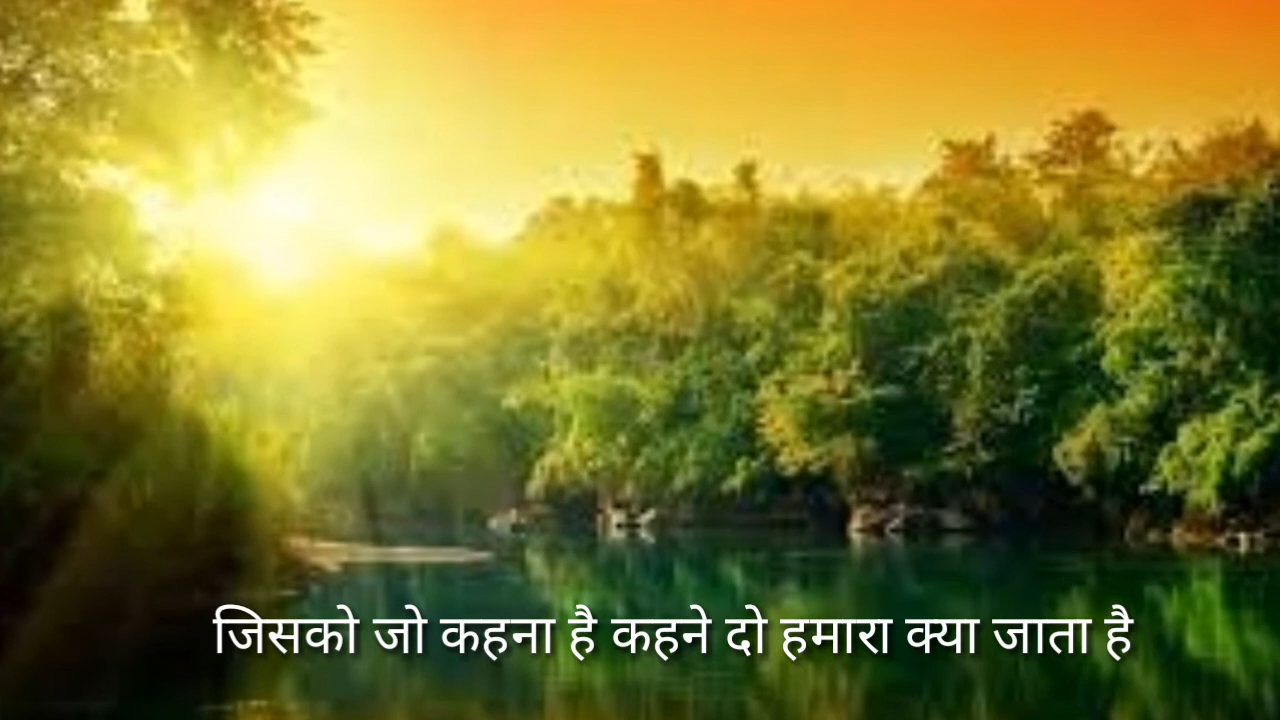 जिसको जो कहना है कहने दो हमारा क्या जाता है